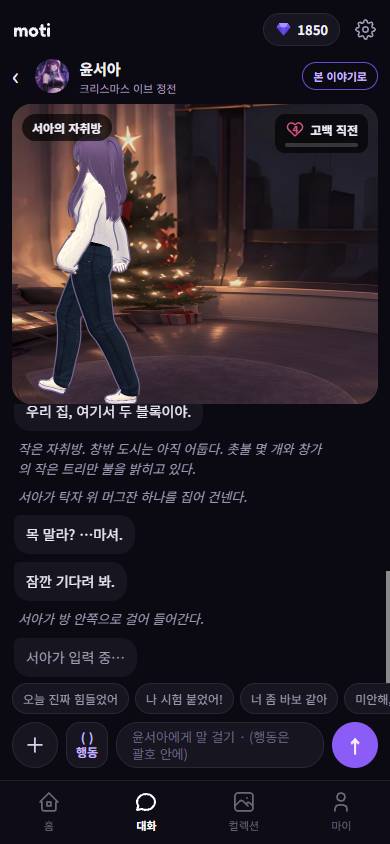 moti
1850
윤서아
크리스마스 이브 정전
본 이야기로
서아의 자취방
4
고백 직전
우리 집, 여기서 두 블록이야.
작은 자취방. 창밖 도시는 아직 어둡다. 촛불 몇 개와 창가
의 작은 트리만 불을 밝히고 있다.
서아가 탁자 위 머그잔 하나를 집어 건넨다.
목 말라? …마셔.
잠깐 기다려 봐.
서아가 방 안쪽으로 걸어 들어간다.
서아가 입력 중…
오늘 진짜 힘들었어
나 시험 붙었어!
너 좀 바보 같아
미안해,
( )
행동
윤서아에게 말 걸기 · (행동은
괄호 안에)
홈
대화
컬렉션
마이